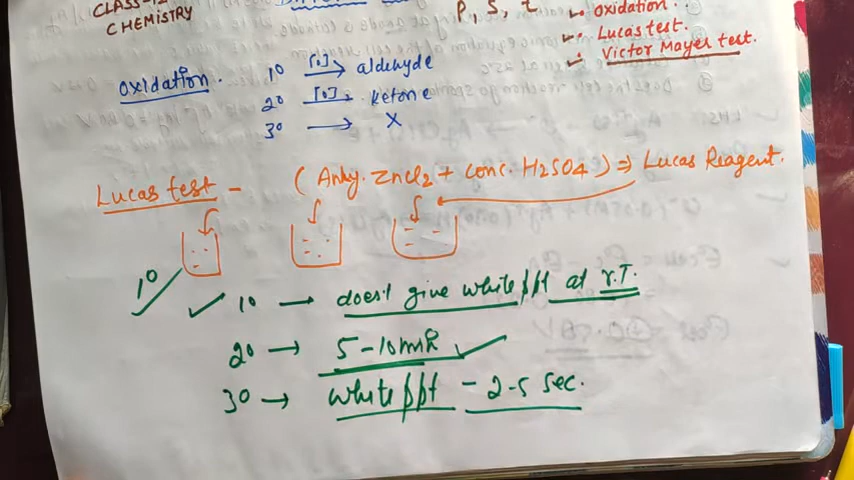 CHEMISTRY
P, S, t
Oxidation.
Lucas test.
Victor Mayer test.
Oxidation.
1° [O]→ aldehyde
2° [O]→ ketone
3° → X
Lucas test - (Anhy. ZnCl2 + conc. H2SO4) ⇒ Lucas Reagent.
1°
1° → doesn't give white ppt at r.T.
2° → 5-10 min
3° → white ppt - 2-5 sec.